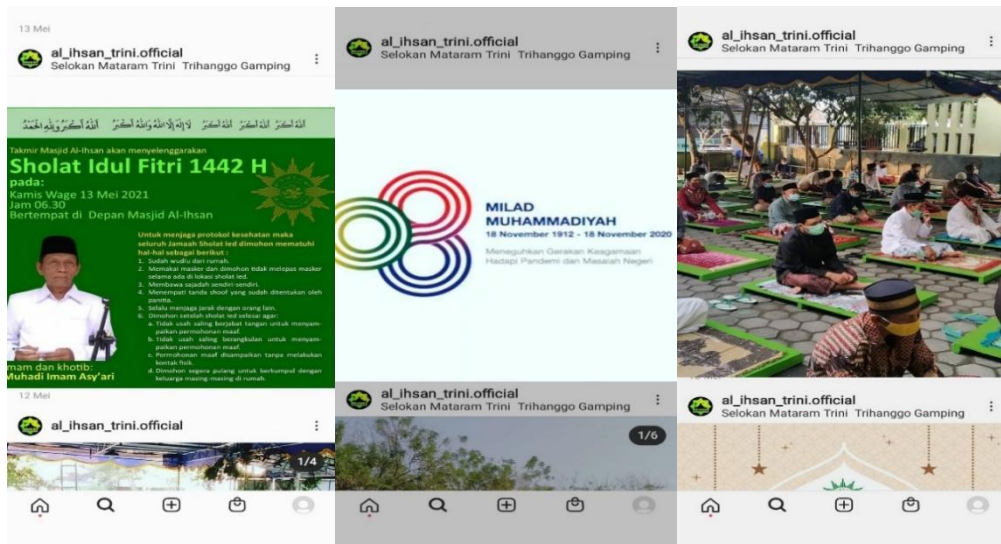 13 Mei
al_ihsan_trini.official
Selokan Mataram Trini Trihanggo Gamping
اللهُ أَكْبَرُ اللهُ أَكْبَرُ اللهُ أَكْبَرُ لَا إِلَهَ إِلَّا اللهُ وَاللهُ أَكْبَرُ اللهُ أَكْبَرُ وَلِلَّهِ الْحَمْدُ
Takmir Masjid Al-Ihsan akan menyelenggarakan
Sholat Idul Fitri 1442 H
pada:
Kamis Wage 13 Mei 2021
Jam 06.30
Bertempat di Depan Masjid Al-Ihsan
Untuk menjaga protokol kesehatan maka
seluruh Jamaah Sholat Ied dimohon mematuhi
hal-hal sebagai berikut :
1. Sudah wudlu dari rumah.
2. Memakai masker dan dimohon tidak melepas masker
selama ada di lokasi sholat ied.
3. Membawa sajadah sendiri-sendiri.
4. Menempati tanda shoof yang sudah ditentukan oleh
panitia.
5. Selalu menjaga jarak dengan orang lain.
6. Dimohon setelah sholat ied selesai agar:
a. Tidak usah saling berjabat tangan untuk menyam-
paikan permohonan maaf.
b. Tidak usah saling berangkulan untuk menyam-
paikan permohonan maaf.
c. Permohonan maaf disampaikan tanpa melakukan
kontak fisik.
d. Dimohon segera pulang untuk berkumpul dengan
keluarga masing-masing di rumah.
mam dan khotib:
Muhadi Imam Asy'ari
12 Mei
al_ihsan_trini.official
1/4
al_ihsan_trini.official
Selokan Mataram Trini Trihanggo Gamping
MILAD
MUHAMMADIYAH
18 November 1912 - 18 November 2020
Meneguhkan Gerakan Keagamaan
Hadapi Pandemi dan Masalah Negeri
al_ihsan_trini.official
Selokan Mataram Trini Trihanggo Gamping
1/6
al_ihsan_trini.official
Selokan Mataram Trini Trihanggo Gamping
al_ihsan_trini.official
Selokan Mataram Trini Trihanggo Gamping